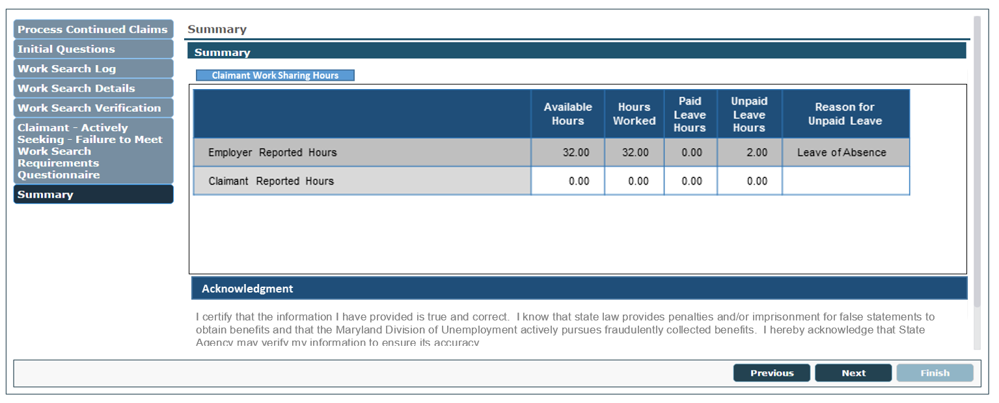 Process Continued Claims
Initial Questions
Work Search Log
Work Search Details
Work Search Verification
Claimant - Actively
Seeking - Failure to Meet
Work Search
Requirements
Questionnaire
Summary
Summary
Summary
Claimant Work Sharing Hours
Available Hours Hours Worked Paid Leave Hours Unpaid Leave Hours Reason for Unpaid Leave
Employer Reported Hours 32.00 32.00 0.00 2.00 Leave of Absence
Claimant Reported Hours 0.00 0.00 0.00 0.00
Acknowledgment
I certify that the information I have provided is true and correct. I know that state law provides penalties and/or imprisonment for false statements to
obtain benefits and that the Maryland Division of Unemployment actively pursues fraudulently collected benefits. I hereby acknowledge that State
Agency may verify my information to ensure its accuracy
Previous Next Finish